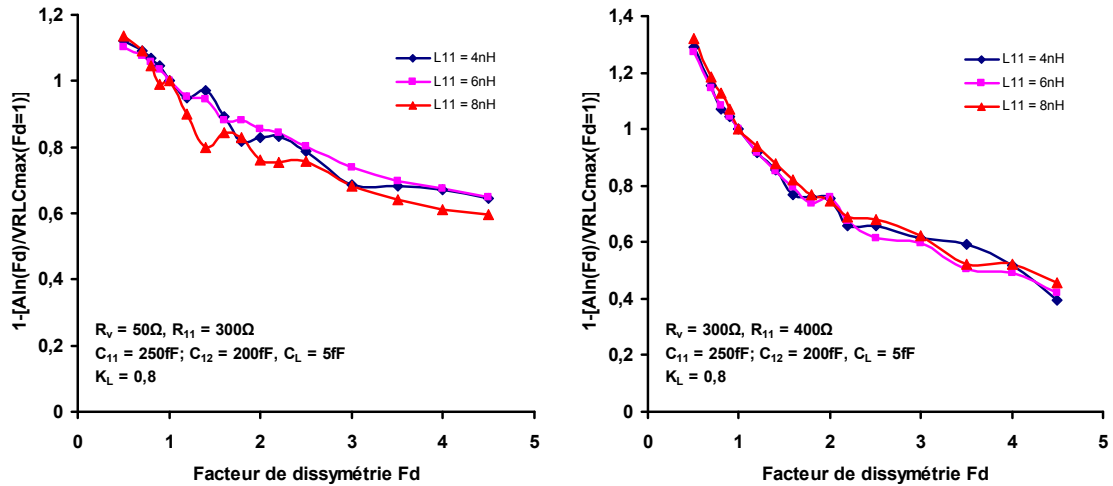 1-[Aln(Fd)/VRLCmax(Fd=1)]
1,2
1
0,8
0,6
0,4
0,2
0
L11 = 4nH
L11 = 6nH
L11 = 8nH
Rv = 50Ω, R11 = 300Ω
C11 = 250fF; C12 = 200fF, CL = 5fF
KL = 0,8
0 1 2 3 4 5
Facteur de dissymétrie Fd
1-[Aln(Fd)/VRLCmax(Fd=1)]
1,4
1,2
1
0,8
0,6
0,4
0,2
0
L11 = 4nH
L11 = 6nH
L11 = 8nH
Rv = 300Ω, R11 = 400Ω
C11 = 250fF; C12 = 200fF, CL = 5fF
KL = 0,8
0 1 2 3 4 5
Facteur de dissymétrie Fd